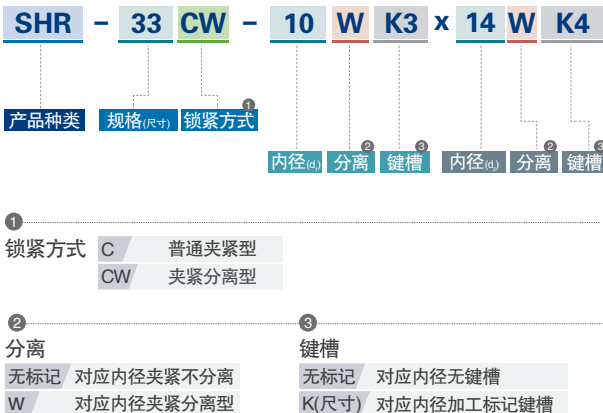 SHR – 33 CW – 10 W K3 x 14 W K4
产品种类 规格(尺寸) 锁紧方式 1
内径(d₁) 分离 2 键槽 3 内径(d₂) 分离 2 键槽 3
1
锁紧方式 C 普通夹紧型
CW 夹紧分离型
2 3
分离 键槽
无标记 对应内径夹紧不分离 无标记 对应内径无键槽
W 对应内径夹紧分离型 K(尺寸) 对应内径加工标记键槽